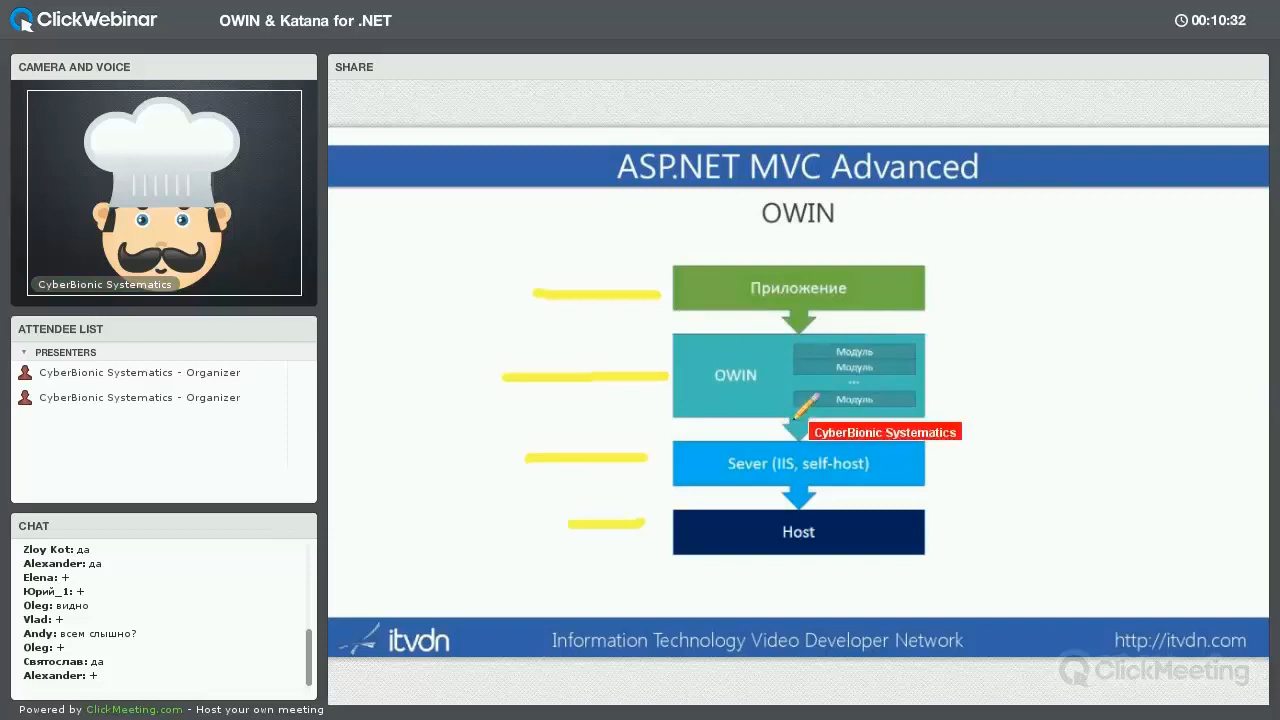 ClickWebinar
OWIN & Katana for .NET
00:10:32
CAMERA AND VOICE
CyberBionic Systematics
ATTENDEE LIST
PRESENTERS
CyberBionic Systematics - Organizer
CyberBionic Systematics - Organizer
CHAT
Zloy Kot: да
Alexander: да
Elena: +
Юрий_1: +
Oleg: видно
Vlad: +
Andy: всем слышно?
Oleg: +
Святослав: да
Alexander: +
Powered by ClickMeeting.com - Host your own meeting
SHARE
ASP.NET MVC Advanced
OWIN
Приложение
OWIN
Модуль
Модуль
...
Модуль
CyberBionic Systematics
Sever (IIS, self-host)
Host
itvdn
Information Technology Video Developer Network
http://itvdn.com
ClickMeeting